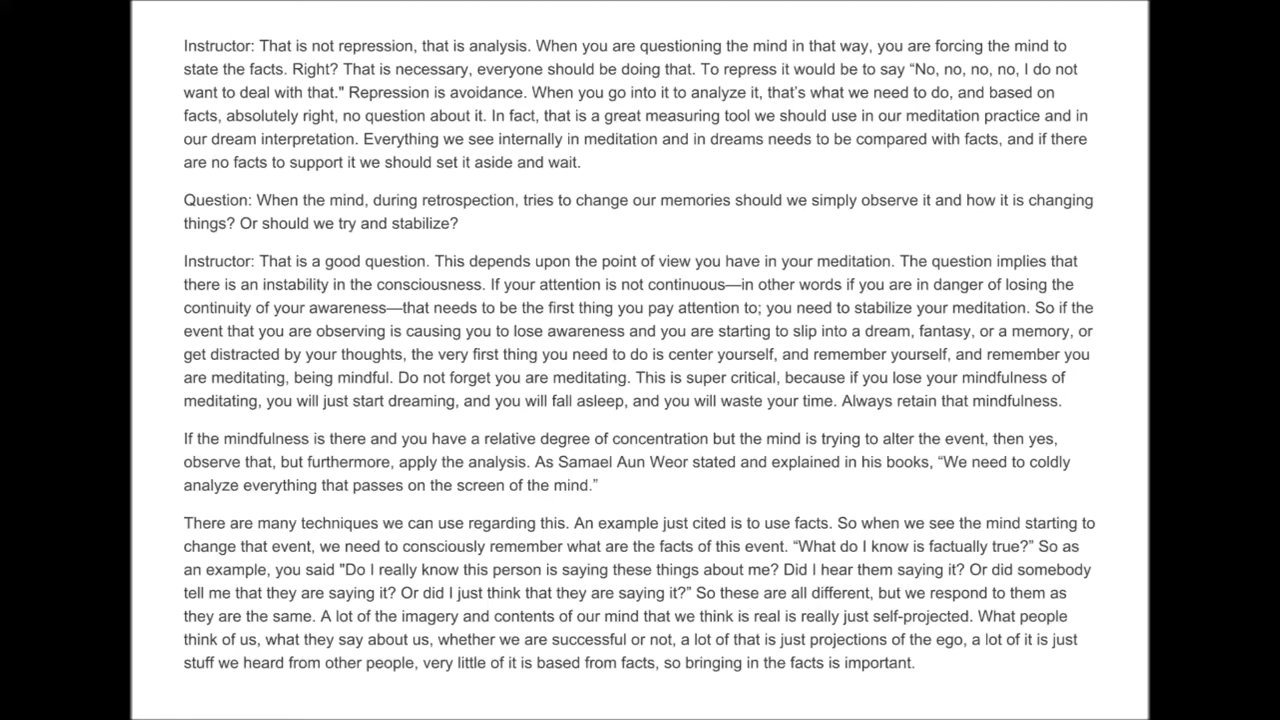 Instructor: That is not repression, that is analysis. When you are questioning the mind in that way, you are forcing the mind to
state the facts. Right? That is necessary, everyone should be doing that. To repress it would be to say “No, no, no, no, I do not
want to deal with that." Repression is avoidance. When you go into it to analyze it, that’s what we need to do, and based on
facts, absolutely right, no question about it. In fact, that is a great measuring tool we should use in our meditation practice and in
our dream interpretation. Everything we see internally in meditation and in dreams needs to be compared with facts, and if there
are no facts to support it we should set it aside and wait.
Question: When the mind, during retrospection, tries to change our memories should we simply observe it and how it is changing
things? Or should we try and stabilize?
Instructor: That is a good question. This depends upon the point of view you have in your meditation. The question implies that
there is an instability in the consciousness. If your attention is not continuous—in other words if you are in danger of losing the
continuity of your awareness—that needs to be the first thing you pay attention to; you need to stabilize your meditation. So if the
event that you are observing is causing you to lose awareness and you are starting to slip into a dream, fantasy, or a memory, or
get distracted by your thoughts, the very first thing you need to do is center yourself, and remember yourself, and remember you
are meditating, being mindful. Do not forget you are meditating. This is super critical, because if you lose your mindfulness of
meditating, you will just start dreaming, and you will fall asleep, and you will waste your time. Always retain that mindfulness.
If the mindfulness is there and you have a relative degree of concentration but the mind is trying to alter the event, then yes,
observe that, but furthermore, apply the analysis. As Samael Aun Weor stated and explained in his books, “We need to coldly
analyze everything that passes on the screen of the mind.”
There are many techniques we can use regarding this. An example just cited is to use facts. So when we see the mind starting to
change that event, we need to consciously remember what are the facts of this event. “What do I know is factually true?” So as
an example, you said "Do I really know this person is saying these things about me? Did I hear them saying it? Or did somebody
tell me that they are saying it? Or did I just think that they are saying it?” So these are all different, but we respond to them as
they are the same. A lot of the imagery and contents of our mind that we think is real is really just self-projected. What people
think of us, what they say about us, whether we are successful or not, a lot of that is just projections of the ego, a lot of it is just
stuff we heard from other people, very little of it is based from facts, so bringing in the facts is important.